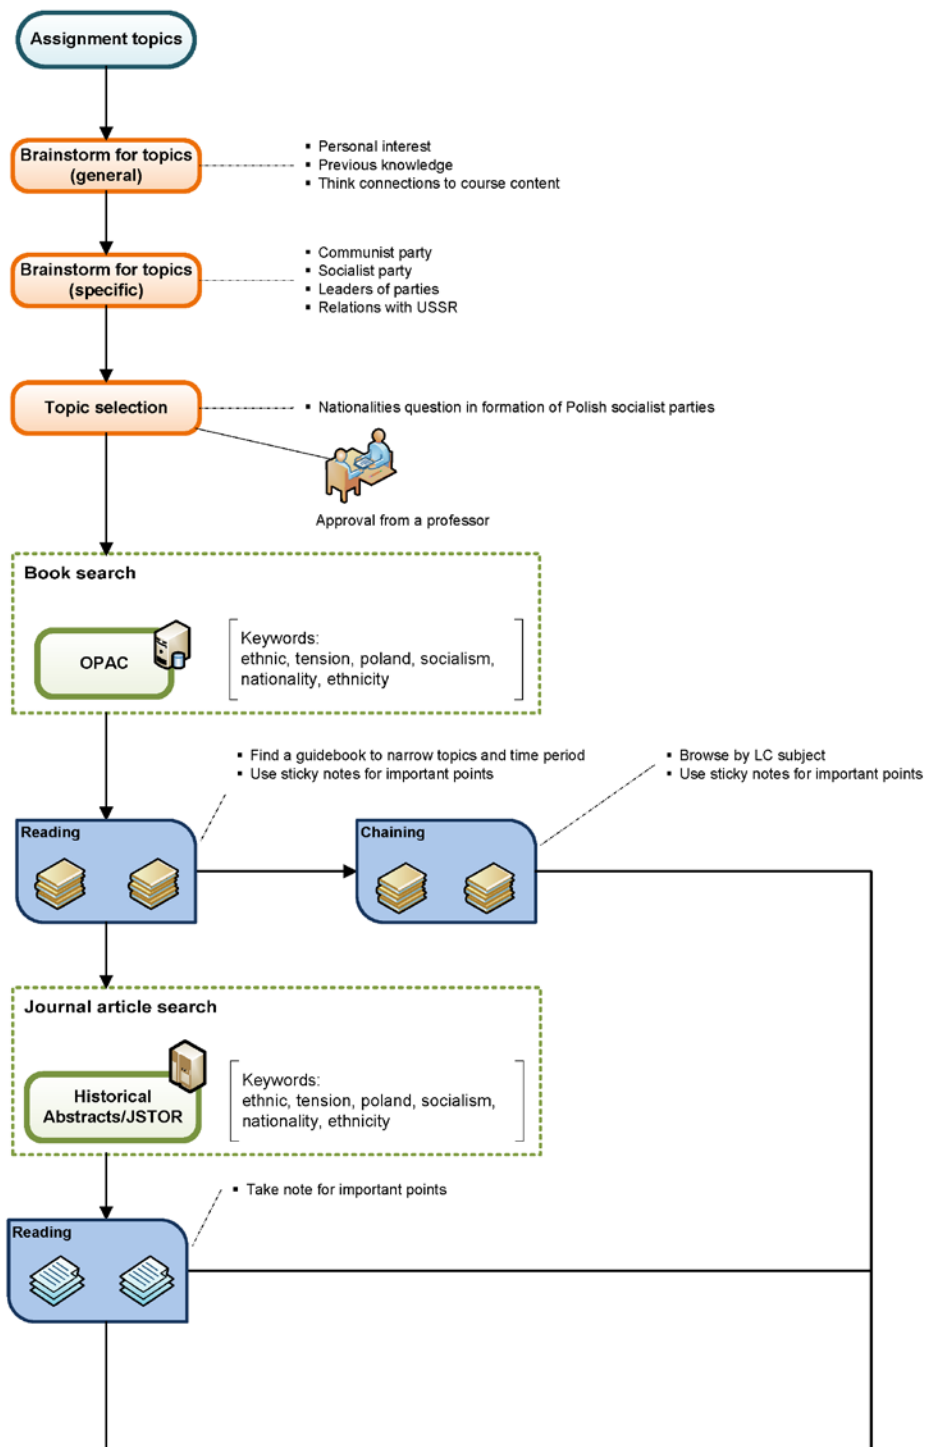 Assignment topics
Brainstorm for topics
(general)
▪ Personal interest
▪ Previous knowledge
▪ Think connections to course content
Brainstorm for topics
(specific)
▪ Communist party
▪ Socialist party
▪ Leaders of parties
▪ Relations with USSR
Topic selection
▪ Nationalities question in formation of Polish socialist parties
Approval from a professor
Book search
OPAC
Keywords:
ethnic, tension, poland, socialism,
nationality, ethnicity
▪ Find a guidebook to narrow topics and time period
▪ Use sticky notes for important points
▪ Browse by LC subject
▪ Use sticky notes for important points
Reading
Chaining
Journal article search
Historical
Abstracts/JSTOR
Keywords:
ethnic, tension, poland, socialism,
nationality, ethnicity
▪ Take note for important points
Reading